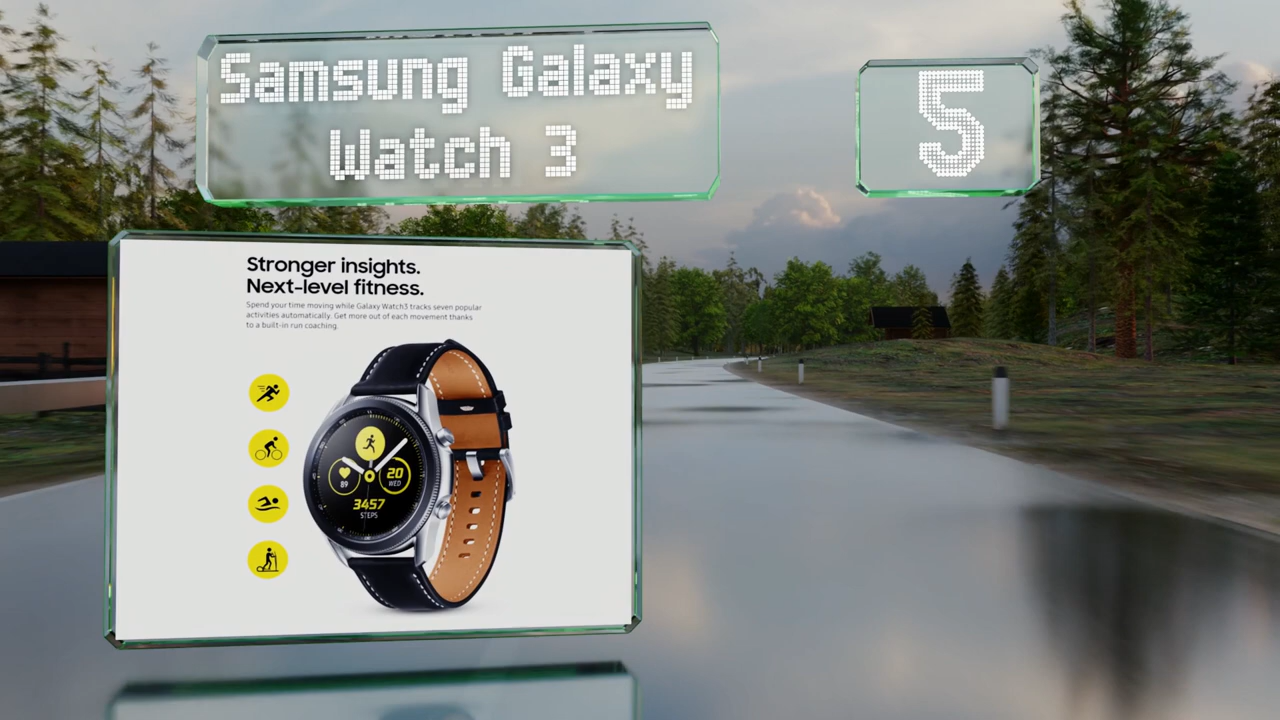 Samsung Galaxy
Watch 3
5
Stronger insights.
Next-level fitness.
Spend your time moving while Galaxy Watch3 tracks seven popular
activities automatically. Get more out of each movement thanks
to a built-in run coaching.
89
20
WED
3457
STEPS